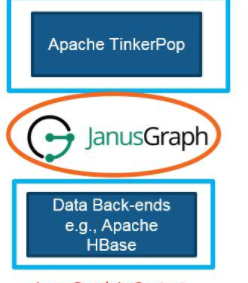 Apache TinkerPop
JanusGraph
Data Back-ends
e.g., Apache
HBase